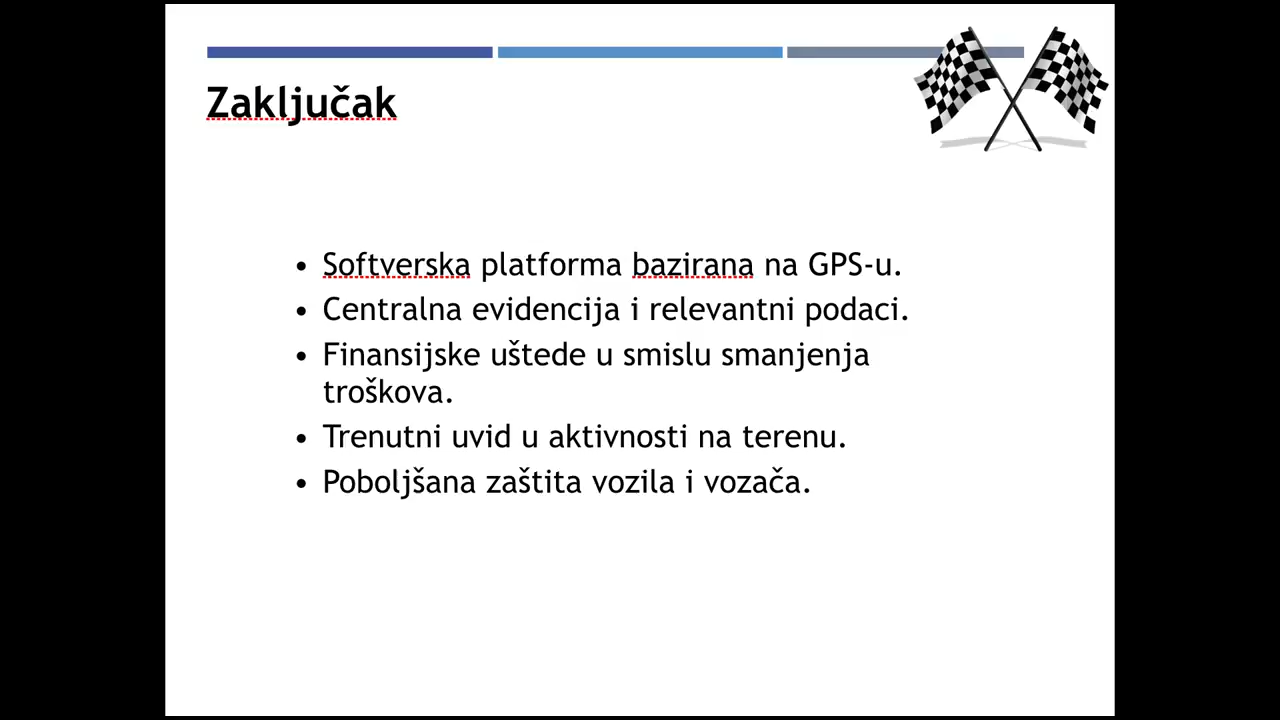 Zaključak
• Softverska platforma bazirana na GPS-u.
• Centralna evidencija i relevantni podaci.
• Finansijske uštede u smislu smanjenja
troškova.
• Trenutni uvid u aktivnosti na terenu.
• Poboljšana zaštita vozila i vozača.